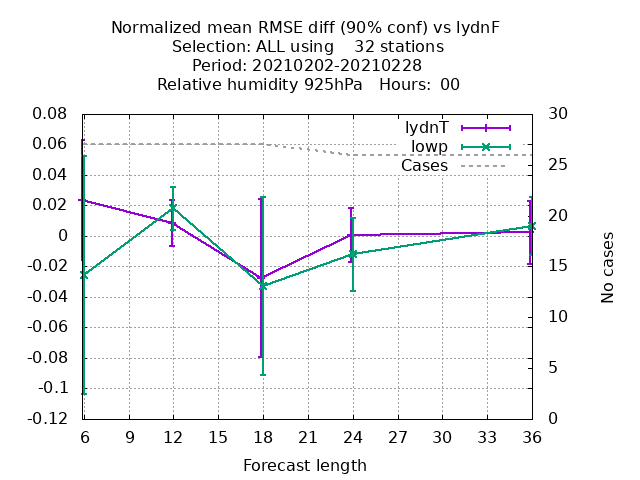 Normalized mean RMSE diff (90% conf) vs lydnF
Selection: ALL using    32 stations
Period: 20210202-20210228
Relative humidity 925hPa   Hours:  00
0.08
0.06
0.04
0.02
0
-0.02
-0.04
-0.06
-0.08
-0.1
-0.12
30
25
20
15
10
5
0
lydnT
lowp
Cases
No cases
6 9 12 15 18 21 24 27 30 33 36
Forecast length